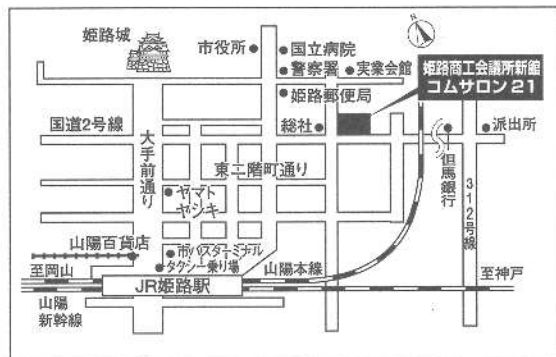 姫路城
市役所
国立病院
警察署
実業会館
姫路郵便局
姫路商工会議所新館
コムサロン21
国道2号線
総社
派出所
大手前通り
東二階町通り
但馬銀行
312号線
ヤマト
ヤシキ
山陽百貨店
市バスターミナル
タクシー乗り場
山陽本線
至岡山
至神戸
JR姫路駅
山陽
新幹線
N